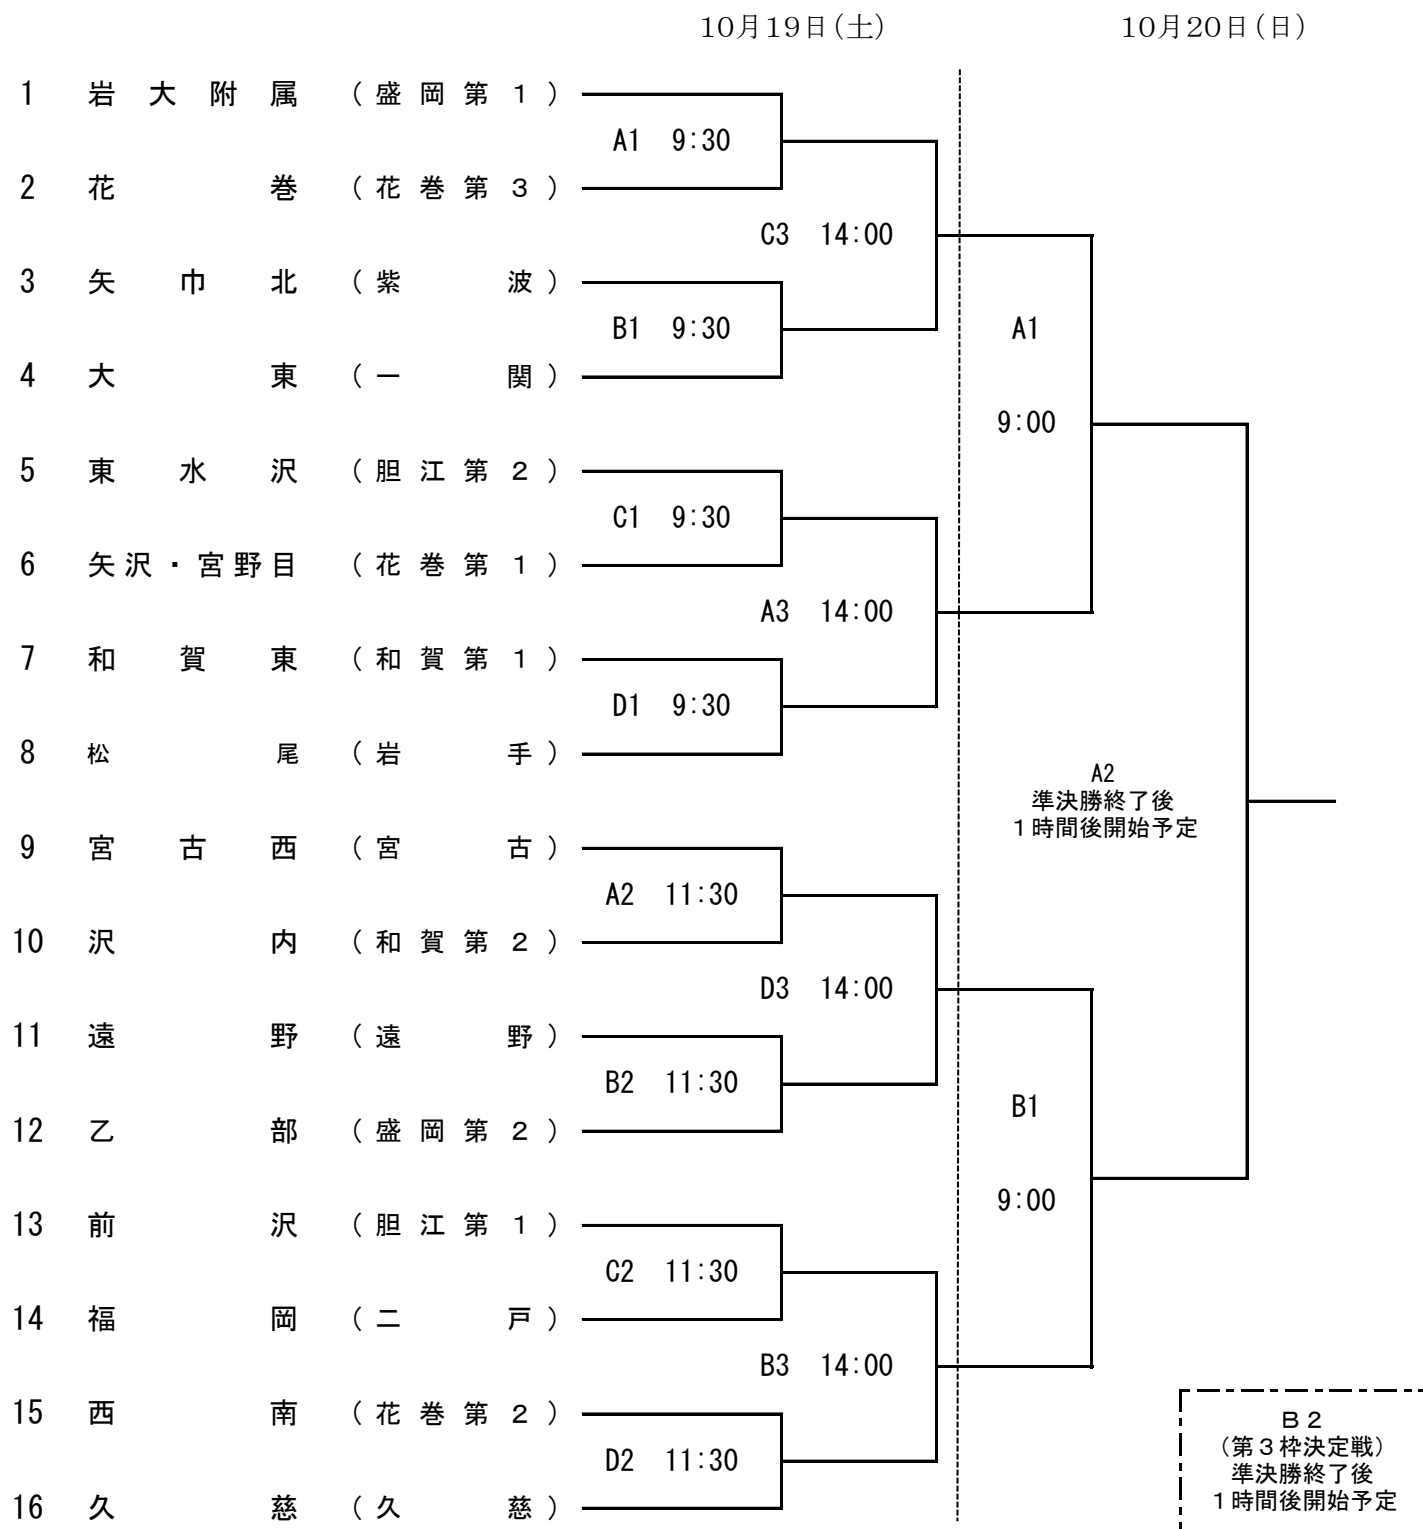 10月19日(土) 10月20日(日)
1 岩大附属 (盛岡第1)
A1 9:30
2 花巻 (花巻第3)
C3 14:00
3 矢巾北 (紫波)
B1 9:30 A1
4 大東 (一関)
9:00
5 東水沢 (胆江第2)
C1 9:30
6 矢沢・宮野目 (花巻第1)
A3 14:00
7 和賀東 (和賀第1)
D1 9:30
8 松尾 (岩手)
A2
準決勝終了後
1時間後開始予定
9 宮古西 (宮古)
A2 11:30
10 沢内 (和賀第2)
D3 14:00
11 遠野 (遠野)
B2 11:30
B1
12 乙部 (盛岡第2)
9:00
13 前沢 (胆江第1)
C2 11:30
14 福岡 (二戸)
B3 14:00
15 西南 (花巻第2)
D2 11:30
16 久慈 (久慈)
B2
(第3枠決定戦)
準決勝終了後
1時間後開始予定